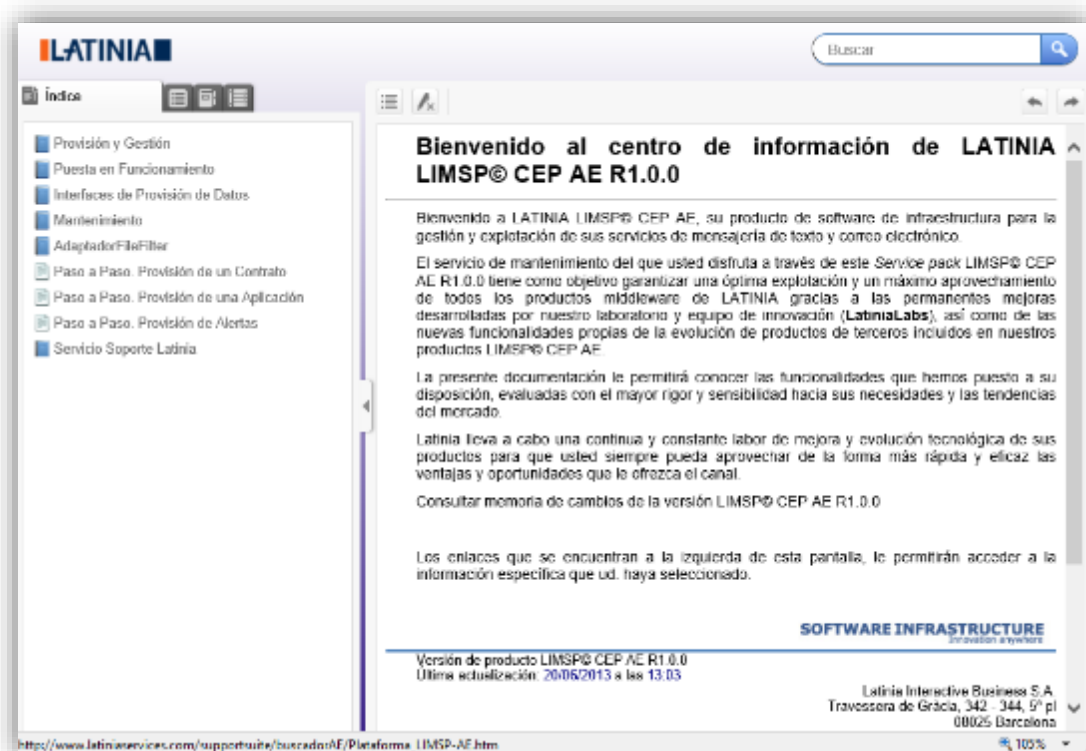 LATINIA
Buscar
Índice
Provisión y Gestión
Puesta en Funcionamiento
Interfaces de Provisión de Datos
Mantenimiento
AdaptadorFileFilter
Paso a Paso. Provisión de un Contrato
Paso a Paso. Provisión de una Aplicación
Paso a Paso. Provisión de Alertas
Servicio Soporte Latinia
Bienvenido al centro de información de LATINIA
LIMSP© CEP AE R1.0.0
Bienvenido a LATINIA LIMSP© CEP AE, su producto de software de infraestructura para la
gestión y explotación de sus servicios de mensajería de texto y correo electrónico.
El servicio de mantenimiento del que usted disfruta a través de este Service pack LIMSP© CEP
AE R1.0.0 tiene como objetivo garantizar una óptima explotación y un máximo aprovechamiento
de todos los productos middleware de LATINIA gracias a las permanentes mejoras
desarrolladas por nuestro laboratorio y equipo de innovación (LatiniaLabs), así como de las
nuevas funcionalidades propias de la evolución de productos de terceros incluidos en nuestros
productos LIMSP© CEP AE.
La presente documentación le permitirá conocer las funcionalidades que hemos puesto a su
disposición, evaluadas con el mayor rigor y sensibilidad hacia sus necesidades y las tendencias
del mercado.
Latinia lleva a cabo una continua y constante labor de mejora y evolución tecnológica de sus
productos para que usted siempre pueda aprovechar de la forma más rápida y eficaz las
ventajas y oportunidades que le ofrezca el canal.
Consultar memoria de cambios de la versión LIMSP© CEP AE R1.0.0
Los enlaces que se encuentran a la izquierda de esta pantalla, le permitirán acceder a la
información específica que ud. haya seleccionado.
SOFTWARE INFRASTRUCTURE
Innovation anywhere
Versión de producto LIMSP© CEP AE R1.0.0
Última actualización: 20/06/2013 a las 13:03
Latinia Interactive Business S.A.
Travessera de Gràcia, 342 - 344, 5º pl
08025 Barcelona
http://www.latiniaservices.com/supportsuite/buscadorAE/Plataforma_LIMSP-AE.htm
105%